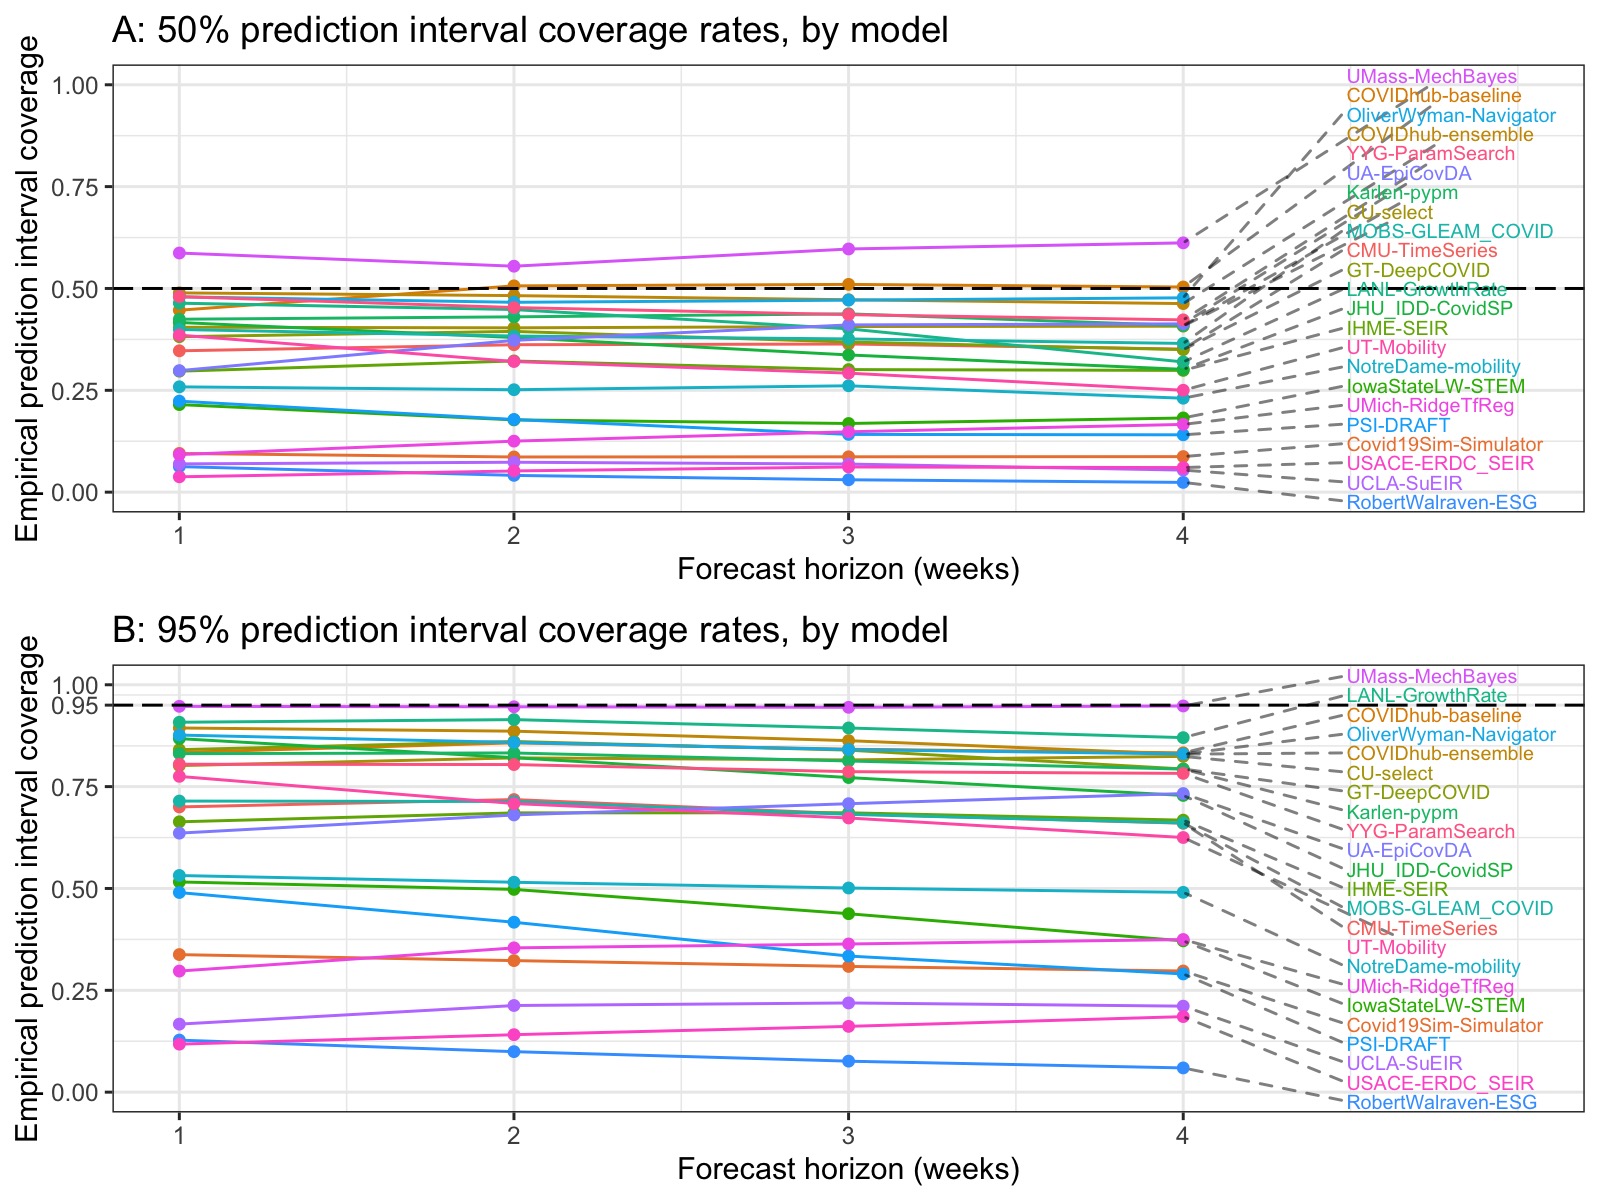 A: 50% prediction interval coverage rates, by model
Empirical prediction interval coverage
1.00
0.75
0.50
0.25
0.00
UMass-MechBayes
COVIDhub-baseline
OliverWyman-Navigator
COVIDhub-ensemble
YYG-ParamSearch
UA-EpiCovDA
Karlen-pypm
CU-select
MOBS-GLEAM_COVID
CMU-TimeSeries
GT-DeepCOVID
LANL-GrowthRate
JHU_IDD-CovidSP
IHME-SEIR
UT-Mobility
NotreDame-mobility
IowaStateLW-STEM
UMich-RidgeTfReg
PSI-DRAFT
Covid19Sim-Simulator
USACE-ERDC_SEIR
UCLA-SuEIR
RobertWalraven-ESG
1 2 3 4
Forecast horizon (weeks)
B: 95% prediction interval coverage rates, by model
Empirical prediction interval coverage
1.00
0.95
0.75
0.50
0.25
0.00
UMass-MechBayes
LANL-GrowthRate
COVIDhub-baseline
OliverWyman-Navigator
COVIDhub-ensemble
CU-select
GT-DeepCOVID
Karlen-pypm
YYG-ParamSearch
UA-EpiCovDA
JHU_IDD-CovidSP
IHME-SEIR
MOBS-GLEAM_COVID
CMU-TimeSeries
UT-Mobility
NotreDame-mobility
UMich-RidgeTfReg
IowaStateLW-STEM
Covid19Sim-Simulator
PSI-DRAFT
UCLA-SuEIR
USACE-ERDC_SEIR
RobertWalraven-ESG
1 2 3 4
Forecast horizon (weeks)